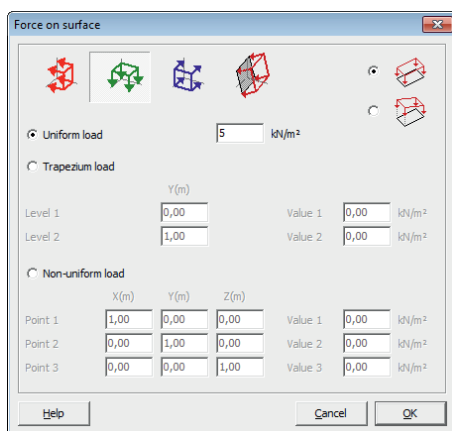 Force on surface
Uniform load 5 kN/m²
Trapezium load
Y(m)
Level 1 0,00 Value 1 0,00 kN/m²
Level 2 1,00 Value 2 0,00 kN/m²
Non-uniform load
X(m) Y(m) Z(m)
Point 1 1,00 0,00 0,00 Value 1 0,00 kN/m²
Point 2 0,00 1,00 0,00 Value 2 0,00 kN/m²
Point 3 0,00 0,00 1,00 Value 3 0,00 kN/m²
Help Cancel OK